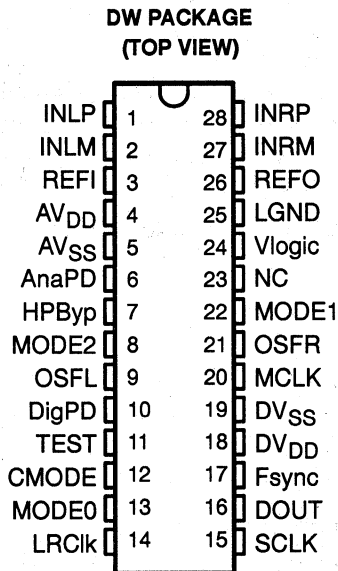 DW PACKAGE
(TOP VIEW)
INLP 1 28 INRP
INLM 2 27 INRM
REFI 3 26 REFO
AVDD 4 25 LGND
AVSS 5 24 Vlogic
AnaPD 6 23 NC
HPByp 7 22 MODE1
MODE2 8 21 OSFR
OSFL 9 20 MCLK
DigPD 10 19 DVSS
TEST 11 18 DVDD
CMODE 12 17 Fsync
MODE0 13 16 DOUT
LRClk 14 15 SCLK